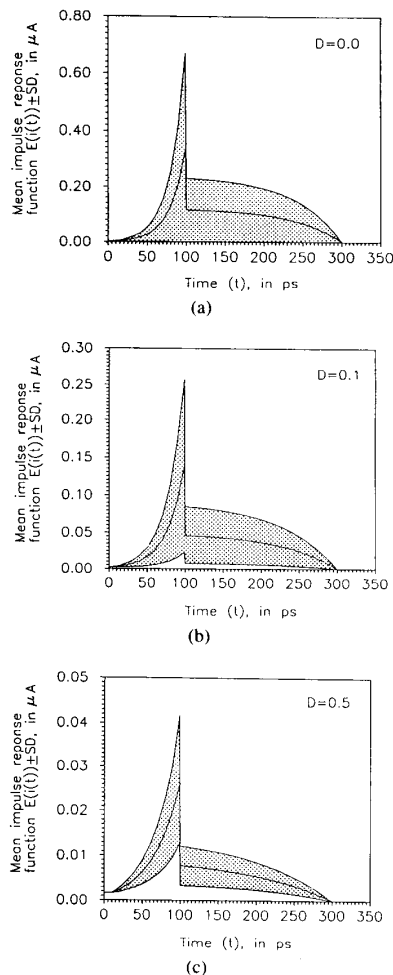 0.80
0.60
0.40
0.20
0.00
Mean impulse reponse
function E(i(t))±SD, in μA
D=0.0
0 50 100 150 200 250 300 350
Time (t), in ps
(a)
0.30
0.25
0.20
0.15
0.10
0.05
0.00
Mean impulse reponse
function E(i(t))±SD, in μA
D=0.1
0 50 100 150 200 250 300 350
Time (t), in ps
(b)
0.05
0.04
0.03
0.02
0.01
0.00
Mean impulse reponse
function E(i(t))±SD, in μA
D=0.5
0 50 100 150 200 250 300 350 400
Time (t), in ps
(c)